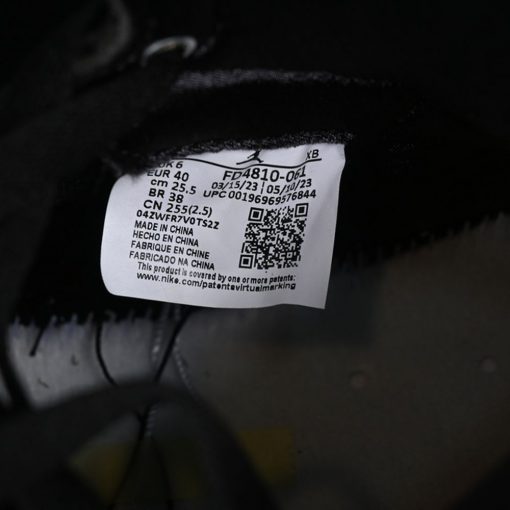 UK 6
EUR 40
cm 25.5
BR 38
CN 255(2.5)
04ZWFR7V0TS2Z
FD4810-061
XB
03/15/23 | 05/10/23
UPC 00196969576844
MADE IN CHINA
HECHO EN CHINA
FABRIQUE EN CHINE
FABRICADO NA CHINA
This product is covered by one or more patents:
www.nike.com/patentsvirtualmarking